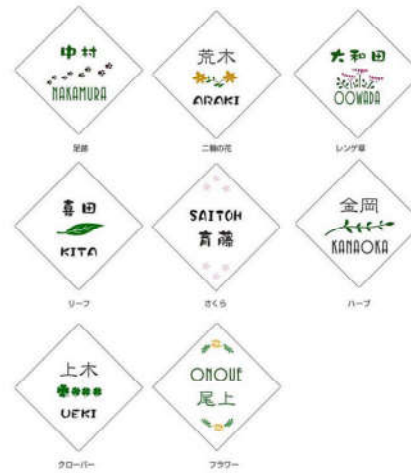 中村
NAKAMURA
足跡
荒木
ARAKI
二輪の花
大和田
OOWADA
レンゲ草
喜田
KITA
リーフ
SAITOH
斉藤
さくら
金岡
KANAOKA
ハーブ
上木
UEKI
クローバー
ONOUE
尾上
フラワー